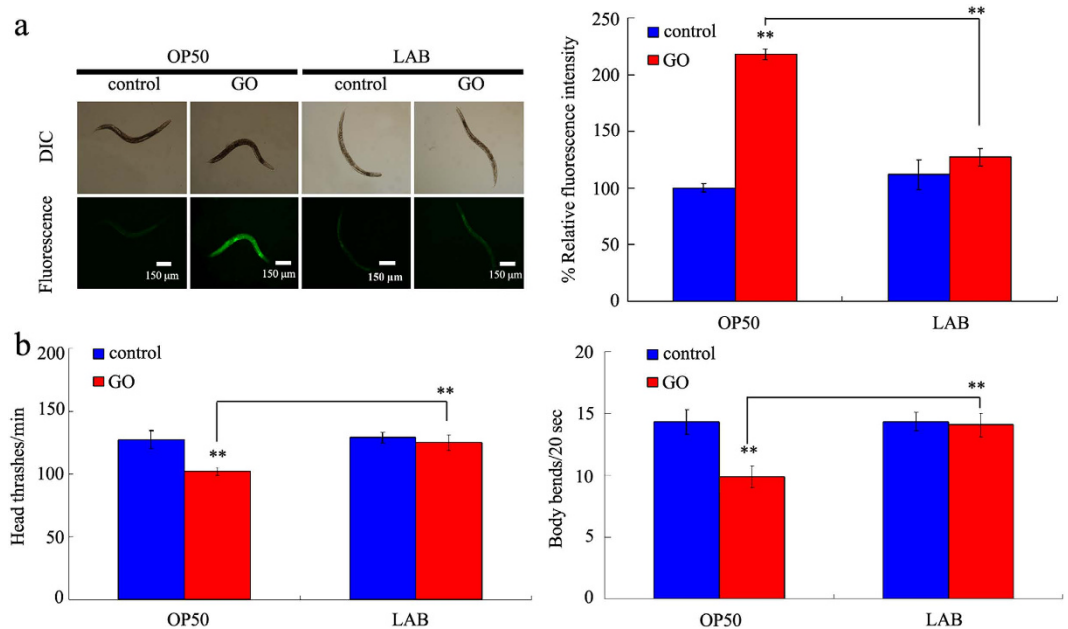 a
OP50
LAB
control
GO
control
GO
DIC
Fluorescence
150 μm
150 μm
150 μm
150 μm
% Relative fluorescence intensity
250
200
150
100
50
0
control
GO
**
**
OP50
LAB
b
Head thrashes/min
200
150
100
50
0
control
GO
**
**
OP50
LAB
Body bends/20 sec
20
15
10
5
0
control
GO
**
**
OP50
LAB